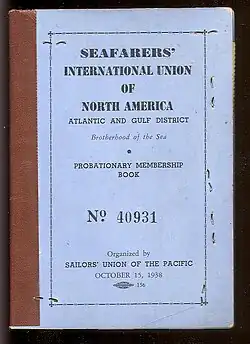 SEAFARERS'
INTERNATIONAL UNION
OF
NORTH AMERICA
ATLANTIC AND GULF DISTRICT
Brotherhood of the Sea
PROBATIONARY MEMBERSHIP
BOOK
No 40931
Organized by
SAILORS' UNION OF THE PACIFIC
OCTOBER 15, 1938
156